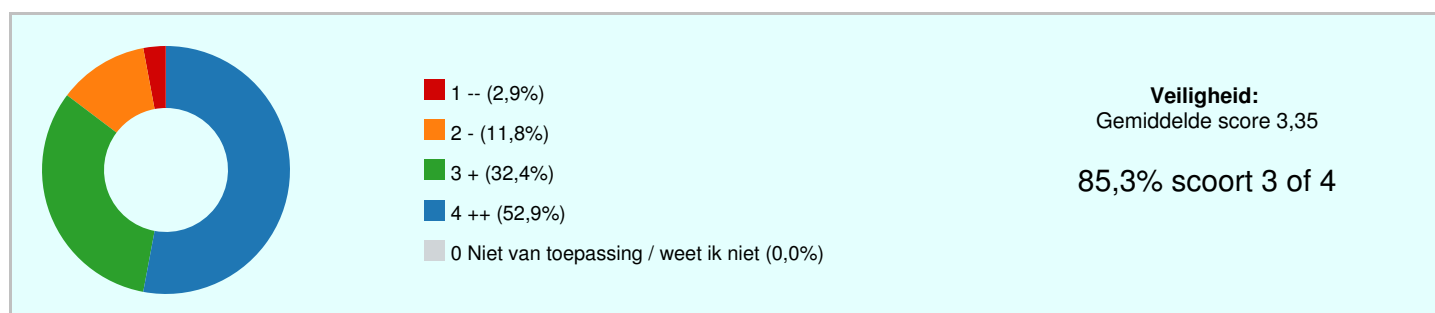 1 -- (2,9%)
2 - (11,8%)
3 + (32,4%)
4 ++ (52,9%)
0 Niet van toepassing / weet ik niet (0,0%)
Veiligheid:
Gemiddelde score 3,35
85,3% scoort 3 of 4